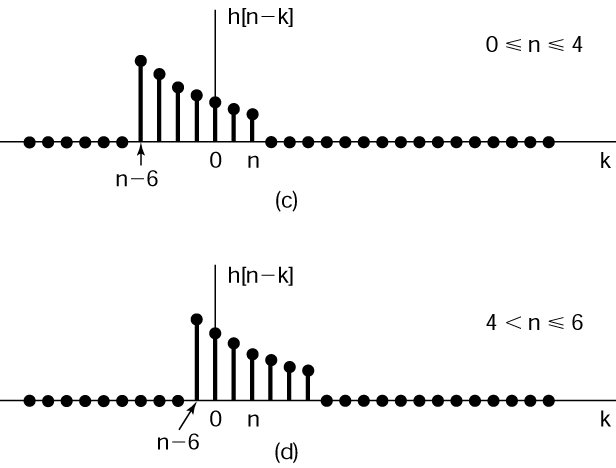 h[n−k]
0 ⩽ n ⩽ 4
0 n k
n−6
(c)
h[n−k]
4 < n ⩽ 6
0 n k
n−6
(d)